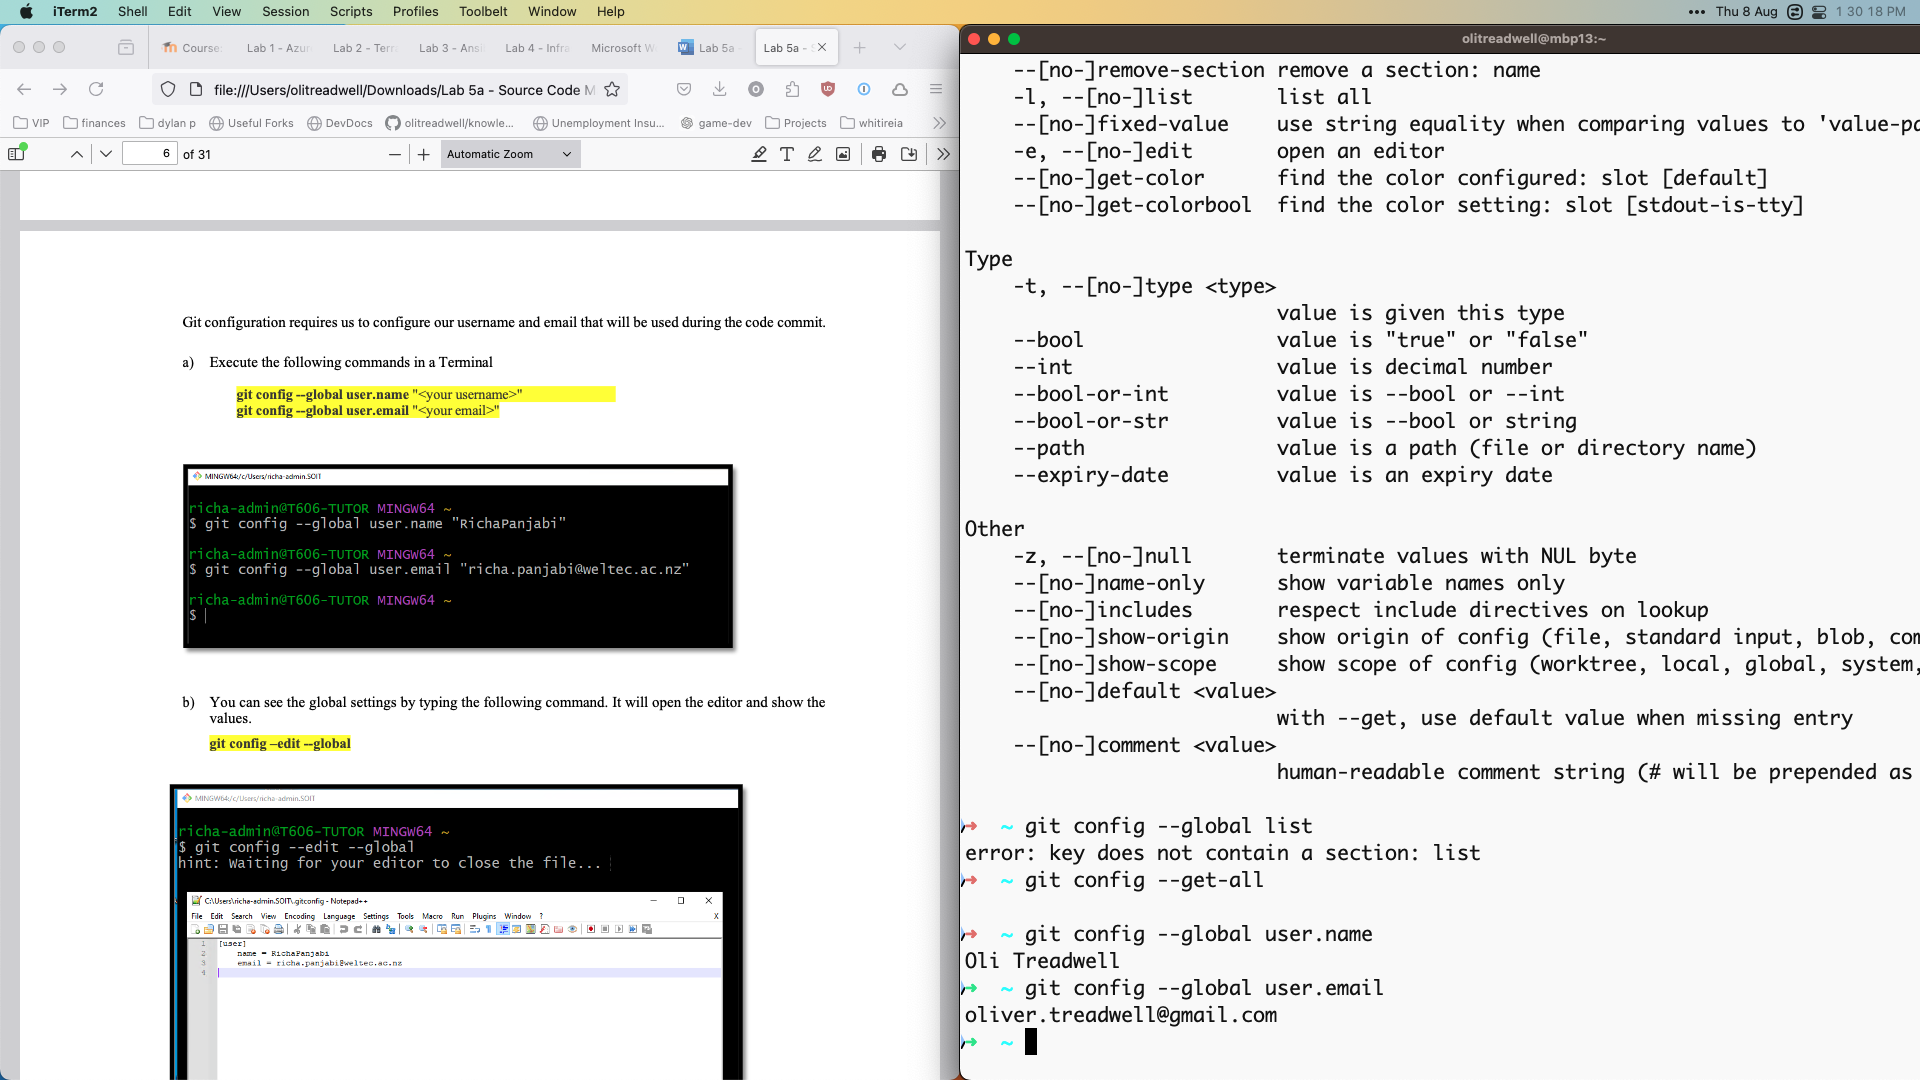 iTerm2 Shell Edit View Session Scripts Profiles Toolbelt Window Help
Thu 8 Aug 1 30 18 PM
Course
Lab 1 - Azu
Lab 2 - Terr
Lab 3 - Ansi
Lab 4 - Infra
Microsoft W
Lab 5a
Lab 5a -
file:///Users/olitreadwell/Downloads/Lab 5a - Source Code M
VIP
finances
dylan p
Useful Forks
DevDocs
olitreadwell/knowle...
Unemployment Insu...
game-dev
Projects
whitireia
6 of 31
Automatic Zoom
Git configuration requires us to configure our username and email that will be used during the code commit.
a) Execute the following commands in a Terminal
git config --global user.name "<your username>"
git config --global user.email "<your email>"
MINGW64:/c/Users/richa-admin.SOIT
richa-admin@T606-TUTOR MINGW64 ~
$ git config --global user.name "RichaPanjabi"
richa-admin@T606-TUTOR MINGW64 ~
$ git config --global user.email "richa.panjabi@weltec.ac.nz"
richa-admin@T606-TUTOR MINGW64 ~
$
b) You can see the global settings by typing the following command. It will open the editor and show the
values.
git config –edit --global
MINGW64:/c/Users/richa-admin.SOIT
richa-admin@T606-TUTOR MINGW64 ~
$ git config --edit --global
hint: Waiting for your editor to close the file...
C:\Users\richa-admin.SOIT\.gitconfig - Notepad++
File Edit Search View Encoding Language Settings Tools Macro Run Plugins Window ? X
1 [user]
2 name = RichaPanjabi
3 email = richa.panjabi@weltec.ac.nz
4
olitreadwell@mbp13:~
--[no-]remove-section remove a section: name
-l, --[no-]list list all
--[no-]fixed-value use string equality when comparing values to 'value-pa
-e, --[no-]edit open an editor
--[no-]get-color find the color configured: slot [default]
--[no-]get-colorbool find the color setting: slot [stdout-is-tty]
Type
-t, --[no-]type <type>
value is given this type
--bool value is "true" or "false"
--int value is decimal number
--bool-or-int value is --bool or --int
--bool-or-str value is --bool or string
--path value is a path (file or directory name)
--expiry-date value is an expiry date
Other
-z, --[no-]null terminate values with NUL byte
--[no-]name-only show variable names only
--[no-]includes respect include directives on lookup
--[no-]show-origin show origin of config (file, standard input, blob, com
--[no-]show-scope show scope of config (worktree, local, global, system,
--[no-]default <value>
with --get, use default value when missing entry
--[no-]comment <value>
human-readable comment string (# will be prepended as
➜ ~ git config --global list
error: key does not contain a section: list
➜ ~ git config --get-all
➜ ~ git config --global user.name
Oli Treadwell
➜ ~ git config --global user.email
oliver.treadwell@gmail.com
➜ ~